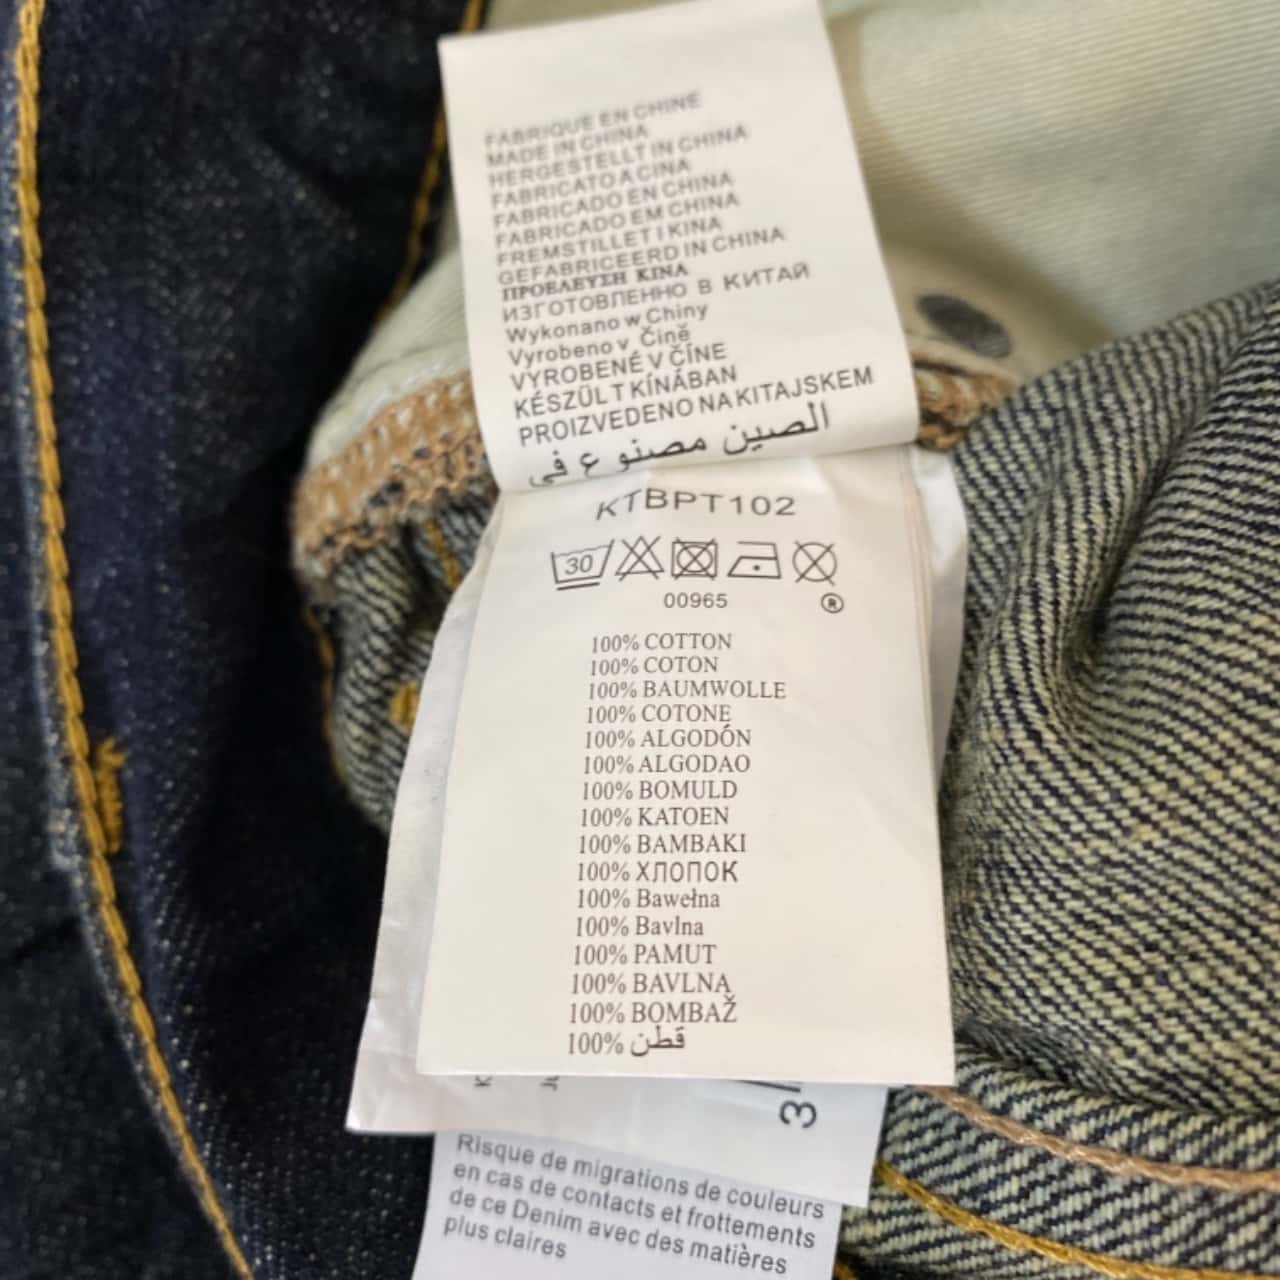 FABRIQUE EN CHINE
MADE IN CHINA
HERGESTELLT IN CHINA
FABRICATO A CINA
FABRICADO EN CHINA
FABRICADO EM CHINA
FREMSTILLET I KINA
GEFABRICEERD IN CHINA
ΠΡΟΕΛΕΥΣΗ ΚΙΝΑ
ИЗГОТОВЛЕННО В КИТАЙ
Wykonano w Chiny
Vyrobeno v Čině
VYROBENÉ V ČÍNE
KÉSZÜLT KÍNÁBAN
PROIZVEDENO NA KITAJSKEM
الصين مصنو ع في
KTBPT102
30
00965
®
100% COTTON
100% COTON
100% BAUMWOLLE
100% COTONE
100% ALGODÓN
100% ALGODAO
100% BOMULD
100% KATOEN
100% BAMBAKI
100% ХЛОПОК
100% Bawełna
100% Bavlna
100% PAMUT
100% BAVLNA
100% BOMBAŽ
100% قطن
Risque de migrations de couleurs
en cas de contacts et frottements
de ce Denim avec des matières
plus claires